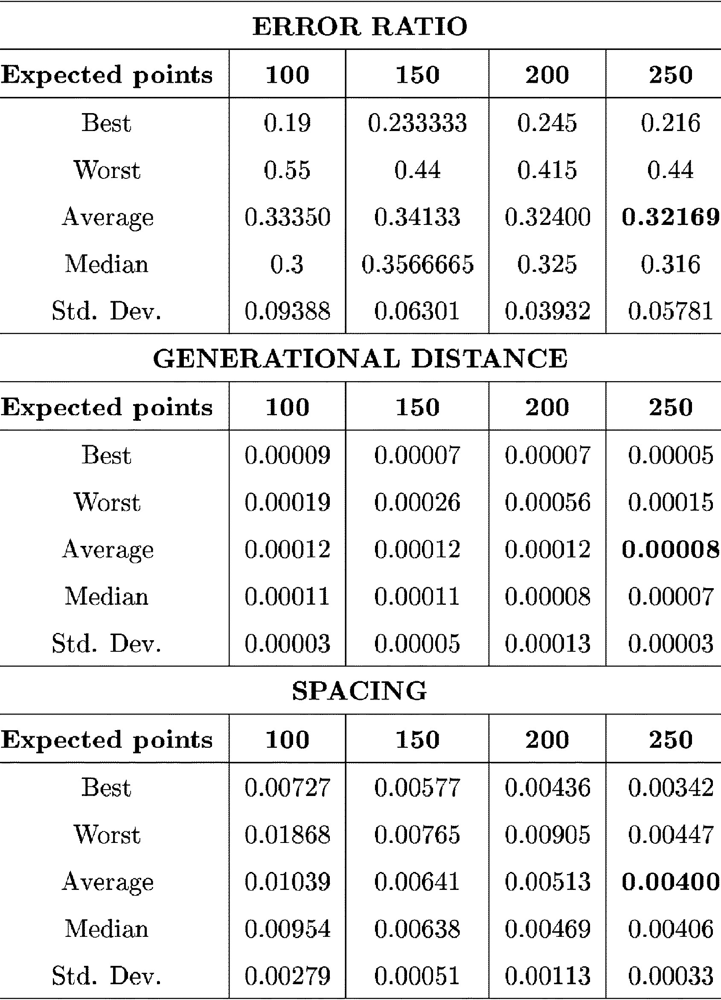 ERROR RATIO
Expected points 100 150 200 250
Best 0.19 0.233333 0.245 0.216
Worst 0.55 0.44 0.415 0.44
Average 0.33350 0.34133 0.32400 0.32169
Median 0.3 0.3566665 0.325 0.316
Std. Dev. 0.09388 0.06301 0.03932 0.05781
GENERATIONAL DISTANCE
Expected points 100 150 200 250
Best 0.00009 0.00007 0.00007 0.00005
Worst 0.00019 0.00026 0.00056 0.00015
Average 0.00012 0.00012 0.00012 0.00008
Median 0.00011 0.00011 0.00008 0.00007
Std. Dev. 0.00003 0.00005 0.00013 0.00003
SPACING
Expected points 100 150 200 250
Best 0.00727 0.00577 0.00436 0.00342
Worst 0.01868 0.00765 0.00905 0.00447
Average 0.01039 0.00641 0.00513 0.00400
Median 0.00954 0.00638 0.00469 0.00406
Std. Dev. 0.00279 0.00051 0.00113 0.00033